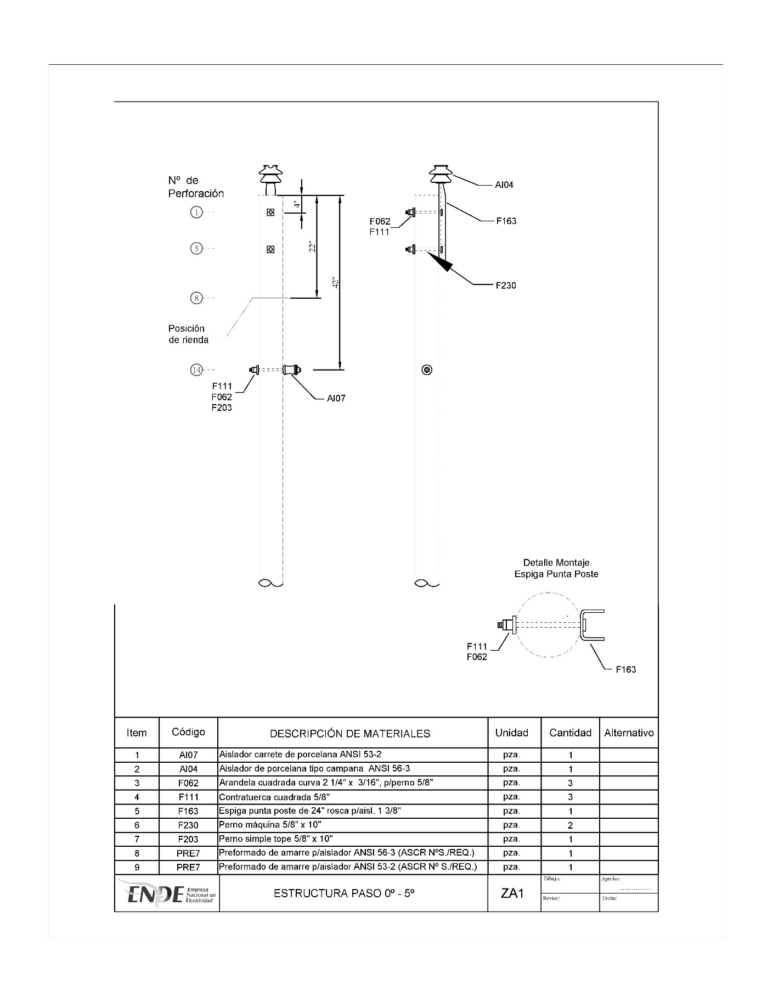 Nº de
Perforación
1
5
8
14
4"
22"
42"
Posición
de rienda
F111
F062
F203
AI07
AI04
F062
F111
F163
F230
Detalle Montaje
Espiga Punta Poste
F111
F062
F163
Item Código DESCRIPCIÓN DE MATERIALES Unidad Cantidad Alternativo
1 AI07 Aislador carrete de porcelana ANSI 53-2 pza. 1
2 AI04 Aislador de porcelana tipo campana ANSI 56-3 pza. 1
3 F062 Arandela cuadrada curva 2 1/4" x 3/16", p/perno 5/8" pza. 3
4 F111 Contratuerca cuadrada 5/8" pza. 3
5 F163 Espiga punta poste de 24" rosca p/aisl. 1 3/8" pza. 1
6 F230 Perno máquina 5/8" x 10" pza. 2
7 F203 Perno simple tope 5/8" x 10" pza. 1
8 PRE7 Preformado de amarre p/aislador ANSI 56-3 (ASCR NºS./REQ.) pza. 1
9 PRE7 Preformado de amarre p/aislador ANSI 53-2 (ASCR Nº S./REQ.) pza. 1
ENDE Empresa
Nacional de
Electricidad
ESTRUCTURA PASO 0º - 5º
ZA1
Dibujo: Aprobo:
..............
Reviso: Fecha: